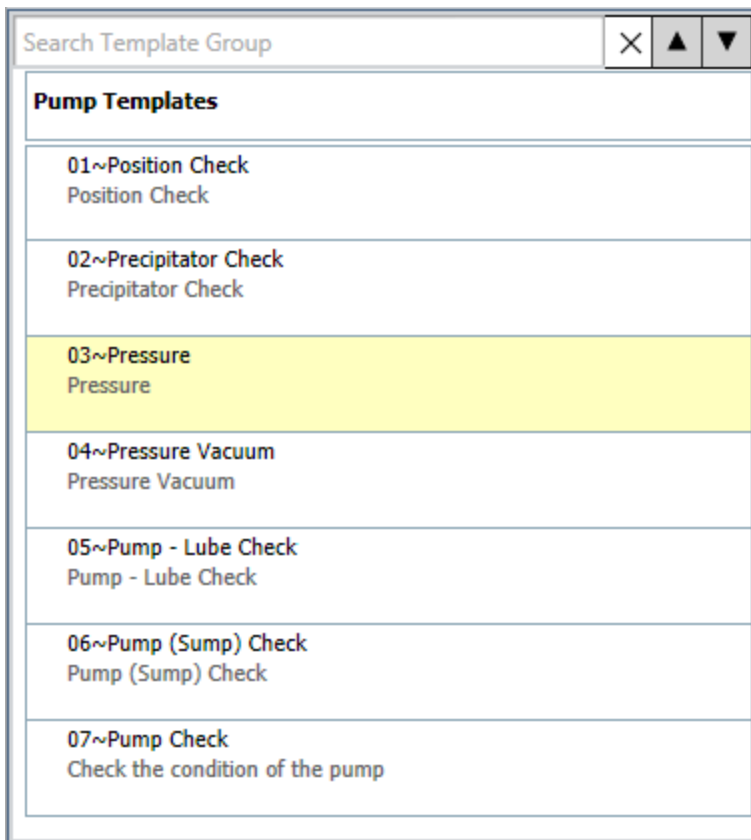 Search Template Group
Pump Templates
01~Position Check
Position Check
02~Precipitator Check
Precipitator Check
03~Pressure
Pressure
04~Pressure Vacuum
Pressure Vacuum
05~Pump - Lube Check
Pump - Lube Check
06~Pump (Sump) Check
Pump (Sump) Check
07~Pump Check
Check the condition of the pump